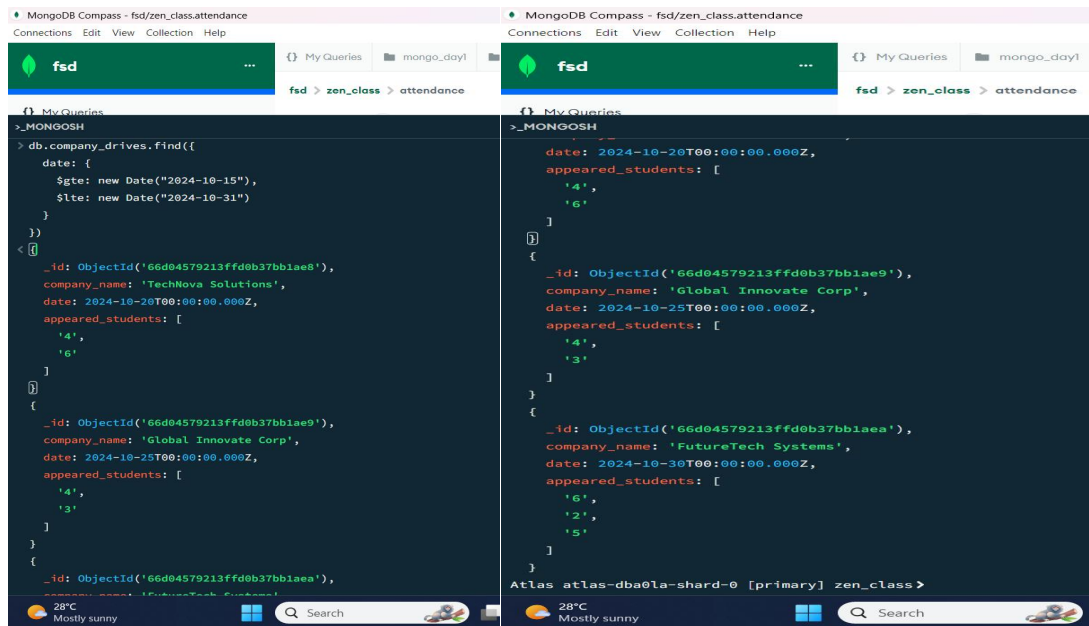 MongoDB Compass - fsd/zen_class.attendance
Connections Edit View Collection Help
fsd ...
{} My Queries mongo_day1
fsd > zen_class > attendance
{} My Queries
>_MONGOSH
> db.company_drives.find({
date: {
$gte: new Date("2024-10-15"),
$lte: new Date("2024-10-31")
}
})
< {
_id: ObjectId('66d04579213ffd0b37bb1ae8'),
company_name: 'TechNova Solutions',
date: 2024-10-20T00:00:00.000Z,
appeared_students: [
'4',
'6'
]
}
{
_id: ObjectId('66d04579213ffd0b37bb1ae9'),
company_name: 'Global Innovate Corp',
date: 2024-10-25T00:00:00.000Z,
appeared_students: [
'4',
'3'
]
}
{
_id: ObjectId('66d04579213ffd0b37bb1aea'),
28°C
Mostly sunny
Search
MongoDB Compass - fsd/zen_class.attendance
Connections Edit View Collection Help
fsd ...
{} My Queries mongo_day1
fsd > zen_class > attendance
{} My Queries
>_MONGOSH
date: 2024-10-20T00:00:00.000Z,
appeared_students: [
'4',
'6'
]
}
{
_id: ObjectId('66d04579213ffd0b37bb1ae9'),
company_name: 'Global Innovate Corp',
date: 2024-10-25T00:00:00.000Z,
appeared_students: [
'4',
'3'
]
}
{
_id: ObjectId('66d04579213ffd0b37bb1aea'),
company_name: 'FutureTech Systems',
date: 2024-10-30T00:00:00.000Z,
appeared_students: [
'6',
'2',
'5'
]
}
Atlas atlas-dba0la-shard-0 [primary] zen_class>
28°C
Mostly sunny
Search